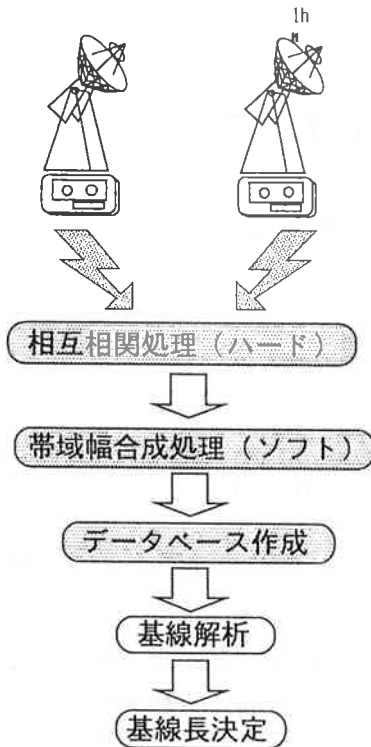 1h
相互相関処理（ハード）
帯域幅合成処理（ソフト）
データベース作成
基線解析
基線長決定